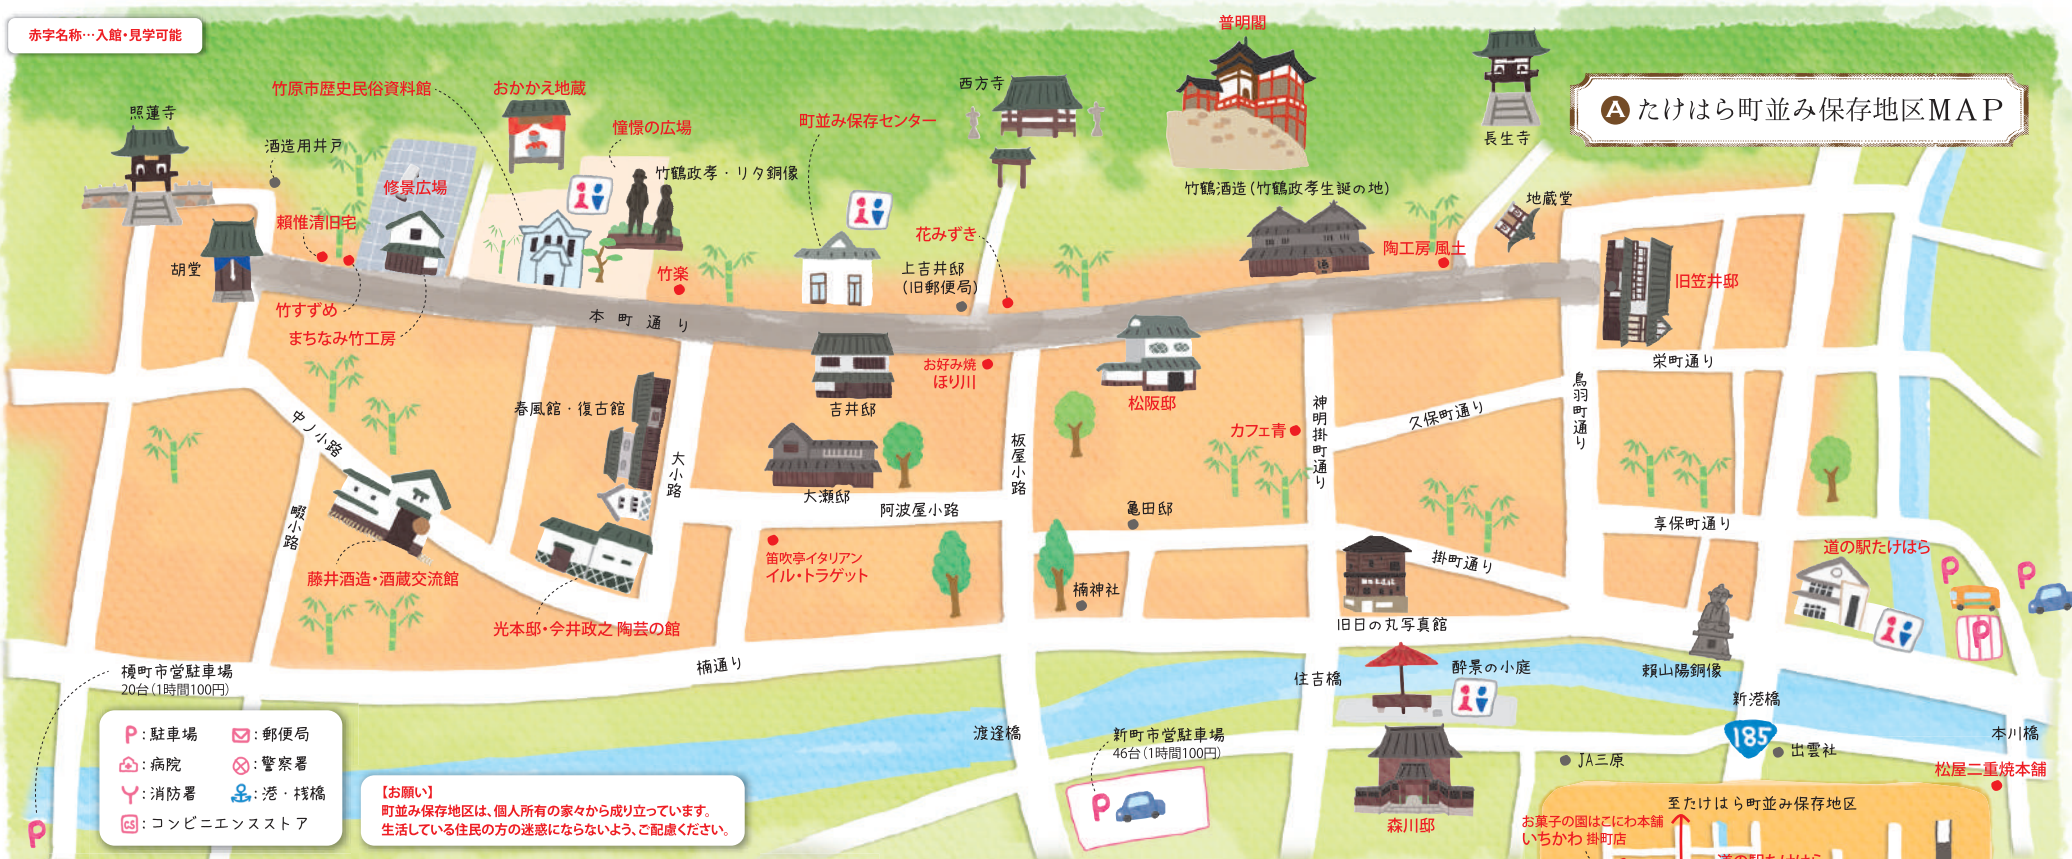 赤字名称…入館・見学可能
普明閣
A たけはら町並み保存地区MAP
竹原市歴史民俗資料館
おかかえ地蔵
西方寺
長生寺
照蓮寺
憧憬の広場
町並み保存センター
酒造用井戸
竹鶴政孝・リタ銅像
修景広場
竹鶴酒造(竹鶴政孝生誕の地)
地蔵堂
頼惟清旧宅
花みずき
陶工房 風土
胡堂
竹楽
上吉井邸
(旧郵便局)
旧笠井邸
竹すずめ
本町通り
まちなみ竹工房
お好み焼
ほり川
栄町通り
春風館・復古館
吉井邸
松阪邸
神明掛町通り
久保町通り
鳥羽町通り
中ノ小路
カフェ青
板屋小路
大小路
大瀬邸
阿波屋小路
亀田邸
享保町通り
畷小路
笛吹亭イタリアン
イル・トラゲット
掛町通り
道の駅たけはら
P
P
藤井酒造・酒蔵交流館
楠神社
P
光本邸・今井政之 陶芸の館
旧日の丸写真館
楠通り
頼山陽銅像
榎町市営駐車場
20台(1時間100円)
住吉橋
酔景の小庭
新港橋
渡逢橋
新町市営駐車場
46台(1時間100円)
185
出雲社
本川橋
JA三原
松屋二重焼本舗
P:駐車場
:郵便局
:病院
:警察署
:消防署
:港・桟橋
CS:コンビニエンスストア
P
P
【お願い】
町並み保存地区は、個人所有の家々から成り立っています。
生活している住民の方の迷惑にならないよう、ご配慮ください。
森川邸
至たけはら町並み保存地区
お菓子の園はこにわ本舗
いちかわ 掛町店
道の駅たけはら